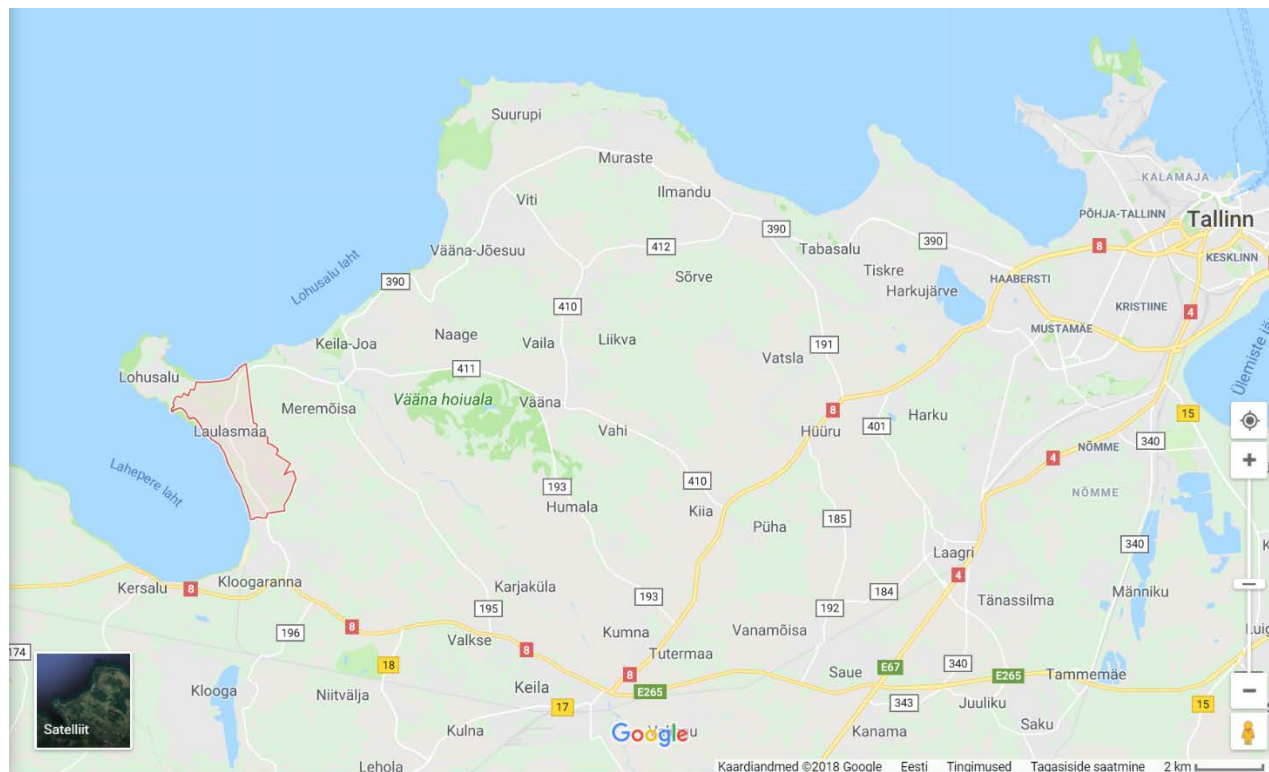 Suurupi
Muraste
Ilmandu
Viti
KALAMAJA
PÕHJA-TALLINN
Tallinn
390
412
Vääna-Jõesuu
Tabasalu
390
8
KESKLINN
Lohusalu laht
390
Sõrve
Tiskre
Harkujärve
HAABERSTI
410
KRISTIINE
4
Naage
Vaila
Liikva
Keila-Joa
MUSTAMÄE
191
Vatsla
Lohusalu
411
Meremõisa
Vääna hoiuala
Vääna
8
Harku
15
Laulasmaa
Vahi
Hüüru
401
NÕMME
340
4
Lahepere laht
193
410
NÕMME
Humala
Kiia
Püha
185
340
Laagri
4
Kersalu
8
Kloogaranna
Karjaküla
193
184
Tänassilma
Männiku
195
192
196
8
Valkse
Kumna
Vanamõisa
174
8
Tutermaa
18
8
Saue
E67
340
E265
Tammemäe
Klooga
Niitvälja
Keila
E265
17
343
Juuliku
15
Kulna
Kanama
Saku
Satelliit
Google
Lehola
Kaardiandmed ©2018 Google Eesti Tingimused Tagasiside saatmine 2 km